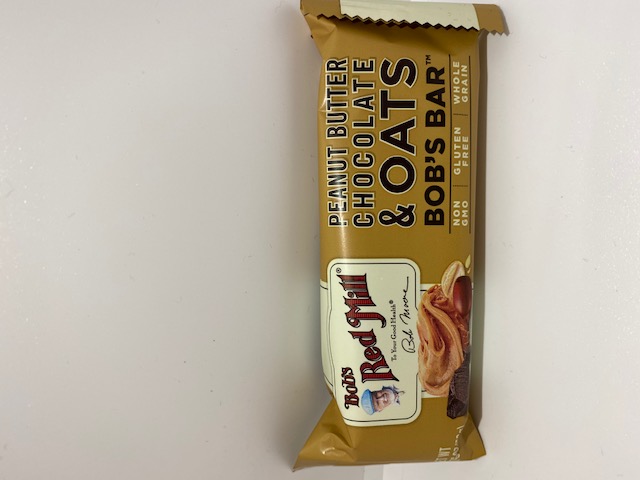 Bob's
Red Mill®
To Your Good Health®
Bob Moore
PEANUT BUTTER
CHOCOLATE
& OATS
BOB'S BAR™
NON GMO | GLUTEN FREE | WHOLE GRAIN